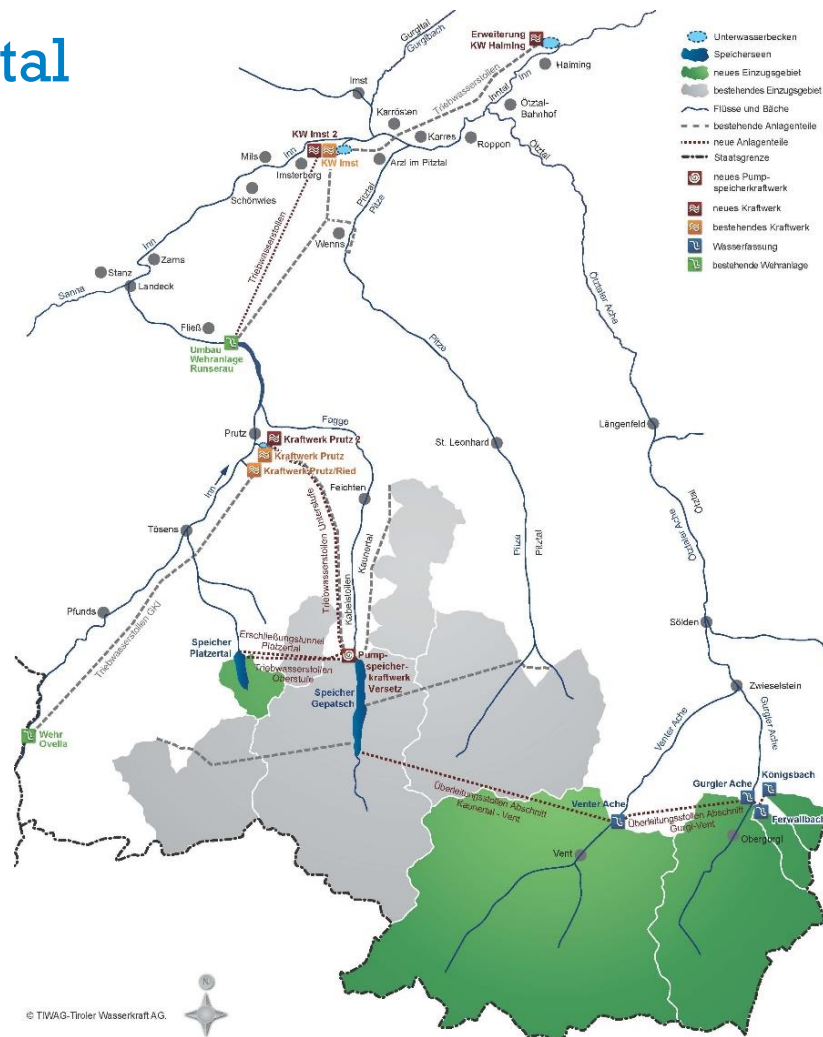 tal
Gurgltal
Gurglbach
Erweiterung
KW Haiming
Haiming
Imst
Triebwasserstollen
Inntal
Inn
Ötztal-
Bahnhof
Karrösten
Karres
Roppon
Ötztal
KW Imst 2
Inn
KW Imst
Mils
Imsterberg
Arzl im Pitztal
Schönwies
Pitztal
Pitze
Triebwasserstollen
Wenns
Inn
Zams
Stanz
Landeck
Sanna
Fließ
Umbau
Wehranlage
Runserau
Ötztaler Ache
Pitze
Prutz
Fagge
Kraftwerk Prutz 2
Kraftwerk Prutz
Kraftwerk Prutz/Ried
St. Leonhard
Längenfeld
Inn
Feichten
Tösens
Triebwasserstollen Unterstufe
Kabelstollen
Kaunertal
Pitze
Pitztal
Ötztal
Ötztaler Ache
Pfunds
Triebwasserstollen GKI
Sölden
Speicher
Platzertal
Erschließungstunnel
Platzertal
Triebwasserstollen
Oberstufe
Pump-
speicher-
kraftwerk
Versetz
Speicher
Gepatsch
Zwieselstein
Venter Ache
Gurgler Ache
Wehr
Ovella
Überleitungsstollen Abschnitt
Kaunertal - Vent
Venter Ache
Überleitungsstollen Abschnitt
Gurgl-Vent
Gurgler Ache
Königsbach
Ferwallbach
Obergurgl
Vent
N
© TIWAG-Tiroler Wasserkraft AG.
Unterwasserbecken
Speicherseen
neues Einzugsgebiet
bestehendes Einzugsgebiet
Flüsse und Bäche
bestehende Anlagenteile
neue Anlagenteile
Staatsgrenze
neues Pump-
speicherkraftwerk
neues Kraftwerk
bestehendes Kraftwerk
Wasserfassung
bestehende Wehranlage